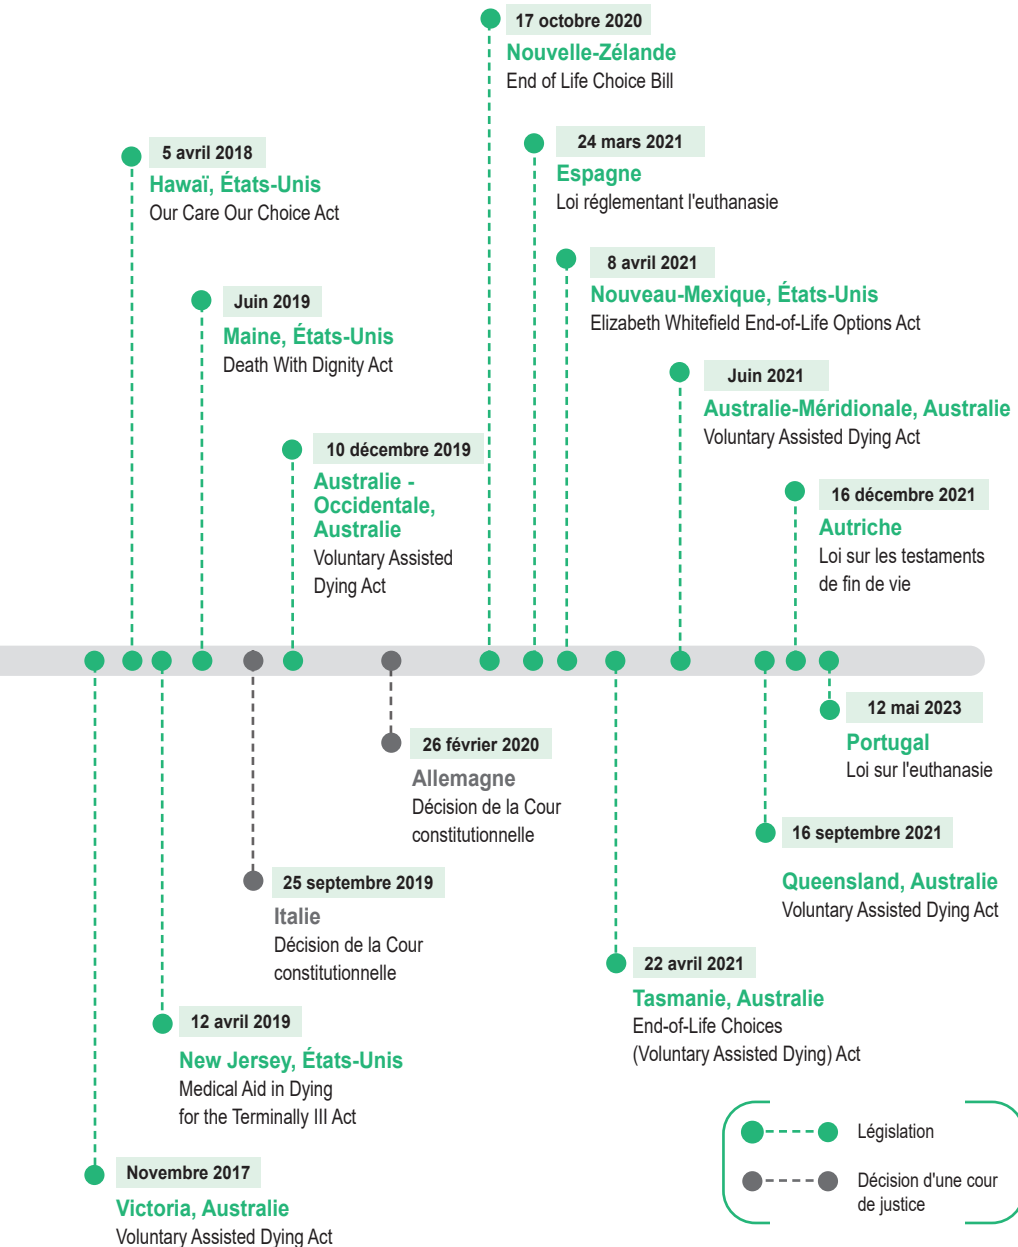 17 octobre 2020
Nouvelle-Zélande
End of Life Choice Bill
24 mars 2021
Espagne
Loi réglementant l'euthanasie
5 avril 2018
Hawaï, États-Unis
Our Care Our Choice Act
8 avril 2021
Nouveau-Mexique, États-Unis
Elizabeth Whitefield End-of-Life Options Act
Juin 2019
Maine, États-Unis
Death With Dignity Act
Juin 2021
Australie-Méridionale, Australie
Voluntary Assisted Dying Act
10 décembre 2019
Australie -
Occidentale,
Australie
Voluntary Assisted
Dying Act
16 décembre 2021
Autriche
Loi sur les testaments
de fin de vie
12 mai 2023
Portugal
Loi sur l'euthanasie
26 février 2020
Allemagne
Décision de la Cour
constitutionnelle
16 septembre 2021
Queensland, Australie
Voluntary Assisted Dying Act
25 septembre 2019
Italie
Décision de la Cour
constitutionnelle
22 avril 2021
Tasmanie, Australie
End-of-Life Choices
(Voluntary Assisted Dying) Act
12 avril 2019
New Jersey, États-Unis
Medical Aid in Dying
for the Terminally III Act
Novembre 2017
Victoria, Australie
Voluntary Assisted Dying Act
Législation
Décision d'une cour
de justice